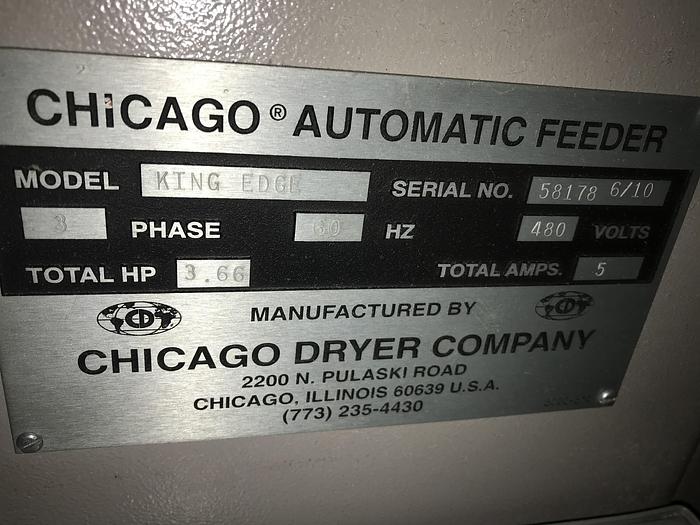 CHiCAGO ® AUTOMATIC FEEDER
MODEL KING EDGE SERIAL NO. 58178 6/10
3 PHASE 60 HZ 480 VOLTS
TOTAL HP 3.66 TOTAL AMPS. 5
CD MANUFACTURED BY CD
CHICAGO DRYER COMPANY
2200 N. PULASKI ROAD
CHICAGO, ILLINOIS 60639 U.S.A.
(773) 235-4430